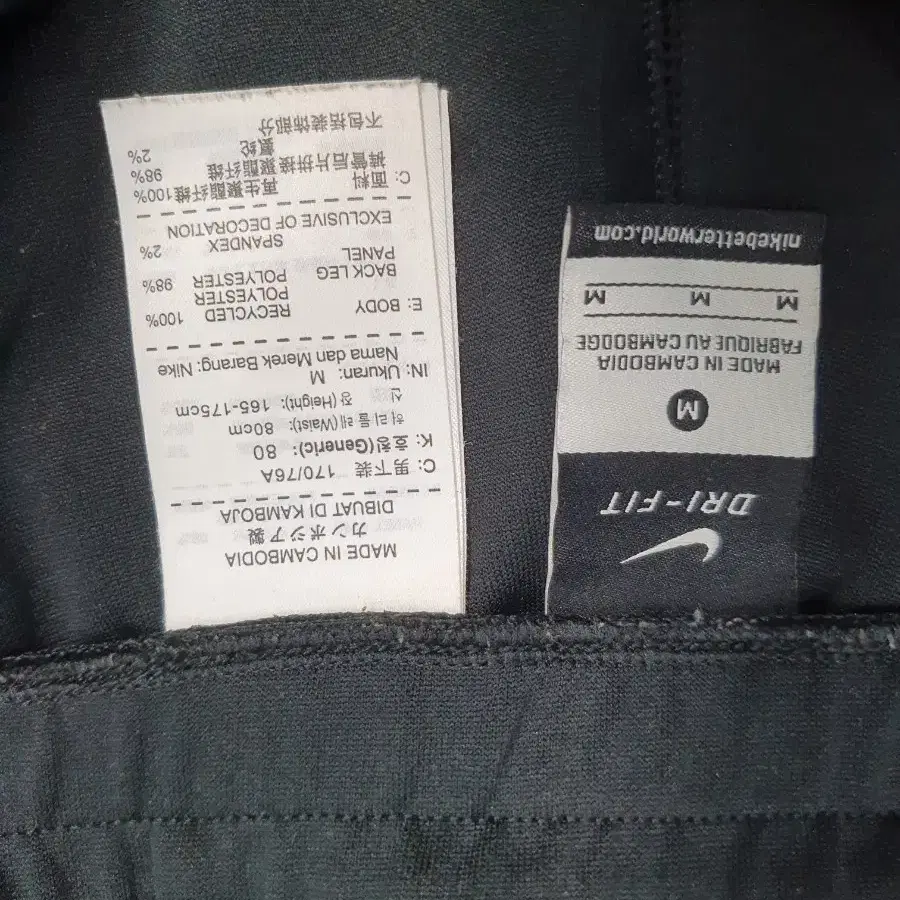 DRI-FIT
M
MADE IN CAMBODIA
FABRIQUE AU CAMBODGE
M M M
nikebetterworld.com
MADE IN CAMBODIA
カンボジア製
DIBUAT DI KAMBOJA
C: 男下装 170/76A
K: 호칭(Generic): 80
허리둘레(Waist): 80cm
신 장(Height): 165-175cm
IN: Ukuran: M
Nama dan Merek Barang: Nike
E: BODY RECYCLED 100%
POLYESTER
BACK LEG POLYESTER 98%
PANEL SPANDEX 2%
EXCLUSIVE OF DECORATION
C: 面料 再生聚酯纤维100%
裤管后片拼接聚酯纤维 98%
氨纶 2%
不包括装饰部分